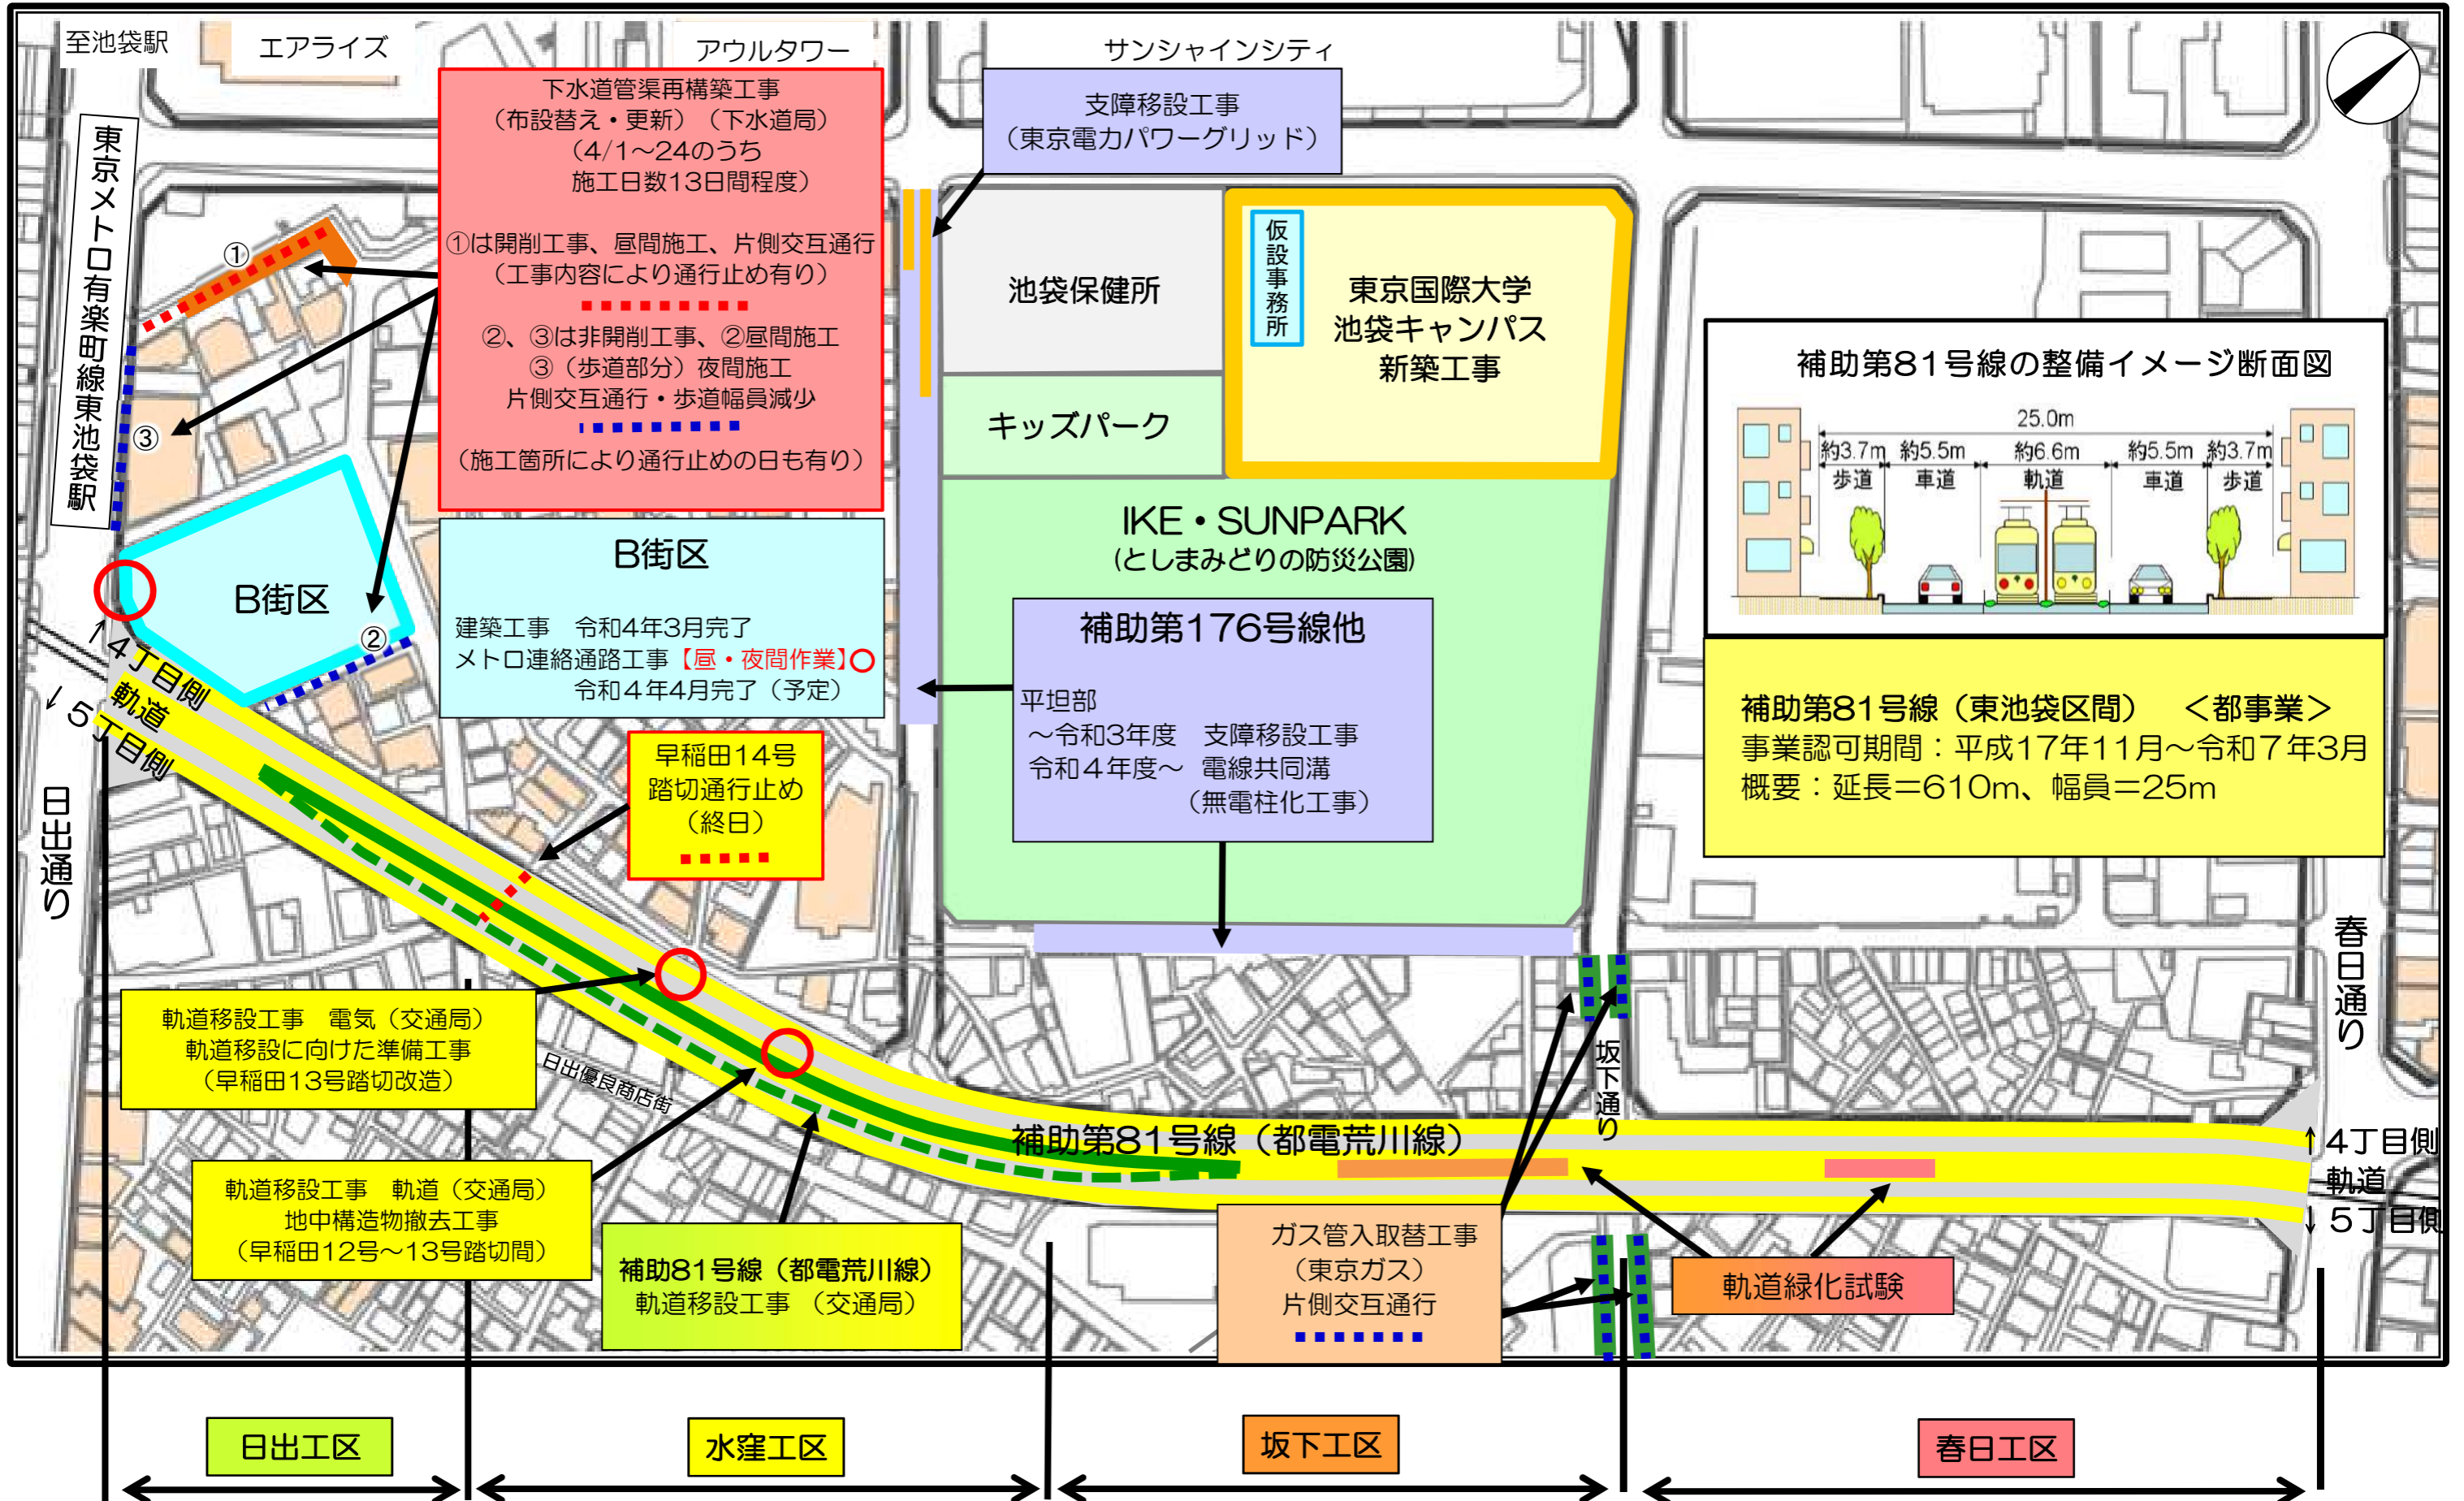 至池袋駅
エアライズ
アウルタワー
サンシャインシティ
東京メトロ有楽町線東池袋駅
下水道管渠再構築工事
（布設替え・更新）（下水道局）
（4/1～24のうち
施工日数13日間程度）
①は開削工事、昼間施工、片側交互通行
（工事内容により通行止め有り）
②、③は非開削工事、②昼間施工
③（歩道部分）夜間施工
片側交互通行・歩道幅員減少
（施工箇所により通行止めの日も有り）
支障移設工事
（東京電力パワーグリッド）
①
③
②
池袋保健所
キッズパーク
仮設事務所
東京国際大学
池袋キャンパス
新築工事
IKE・SUNPARK
(としまみどりの防災公園)
B街区
B街区
建築工事　令和4年3月完了
メトロ連絡通路工事【昼・夜間作業】○
令和４年4月完了（予定）
補助第176号線他
平坦部
～令和3年度　支障移設工事
令和４年度～　電線共同溝
（無電柱化工事）
補助第81号線の整備イメージ断面図
25.0m
約3.7m 約5.5m 約6.6m 約5.5m 約3.7m
歩道 車道 軌道 車道 歩道
補助第81号線（東池袋区間）　＜都事業＞
事業認可期間：平成17年11月～令和７年3月
概要：延長＝610m、幅員＝25m
↑4丁目側
軌道
↓5丁目側
日出通り
早稲田14号
踏切通行止め
（終日）
軌道移設工事　電気（交通局）
軌道移設に向けた準備工事
（早稲田13号踏切改造）
日出優良商店街
軌道移設工事　軌道（交通局）
地中構造物撤去工事
（早稲田12号～13号踏切間）
補助81号線（都電荒川線）
軌道移設工事　（交通局）
補助第81号線（都電荒川線）
坂下通り
春日通り
↑4丁目側
軌道
↓5丁目側
ガス管入取替工事
（東京ガス）
片側交互通行
軌道緑化試験
日出工区
水窪工区
坂下工区
春日工区